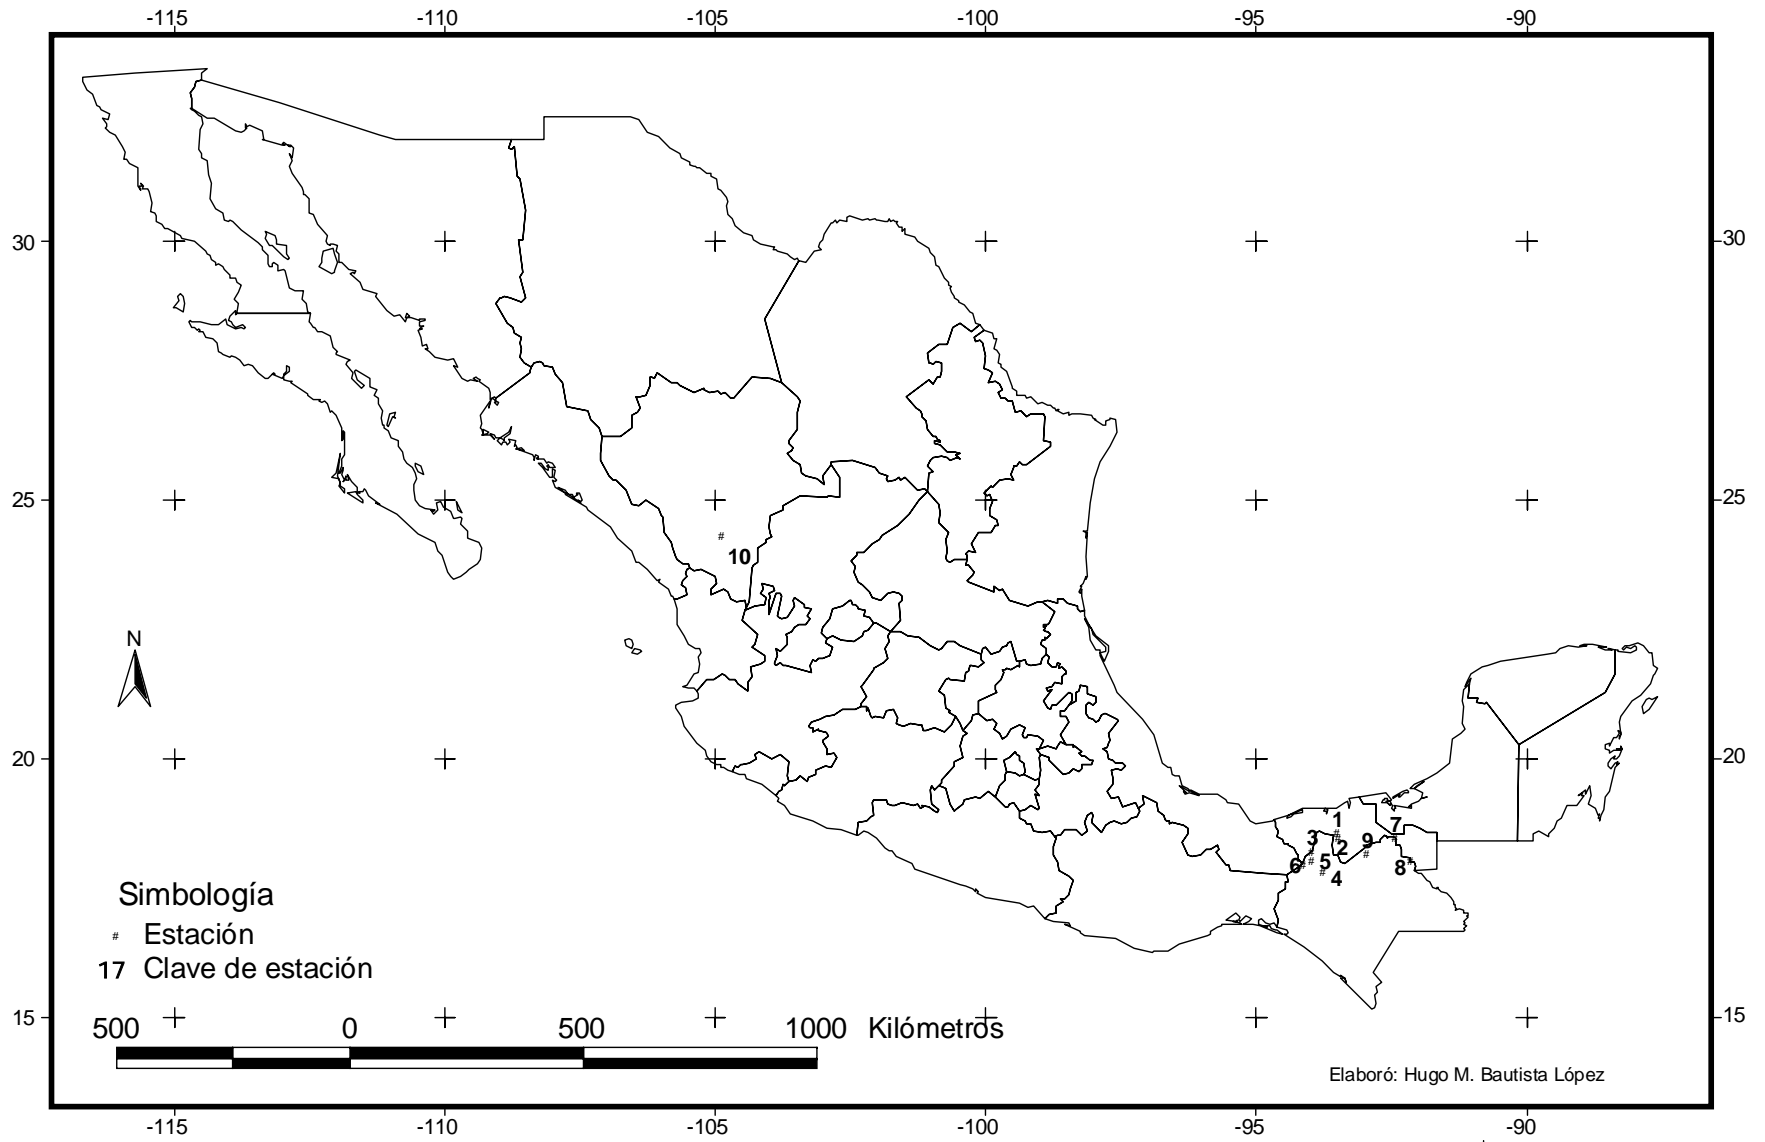 -115 -110 -105 -100 -95 -90
30 30
25 25
10
N
20 20
1 7
3 2 9
6 5 8
4
Simbología
# Estación
17 Clave de estación
15 15
500 0 500 1000 Kilómetros
Elaboró: Hugo M. Bautista López
-115 -110 -105 -100 -95 -90